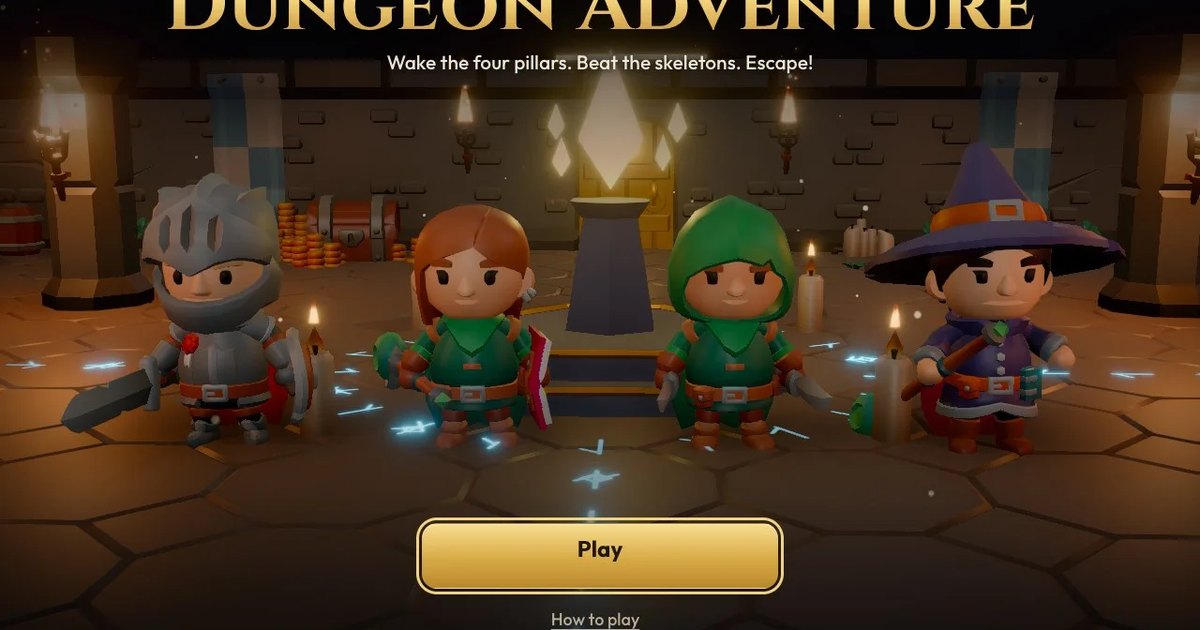 DUNGEON ADVENTURE
Wake the four pillars. Beat the skeletons. Escape!
Play
How to play